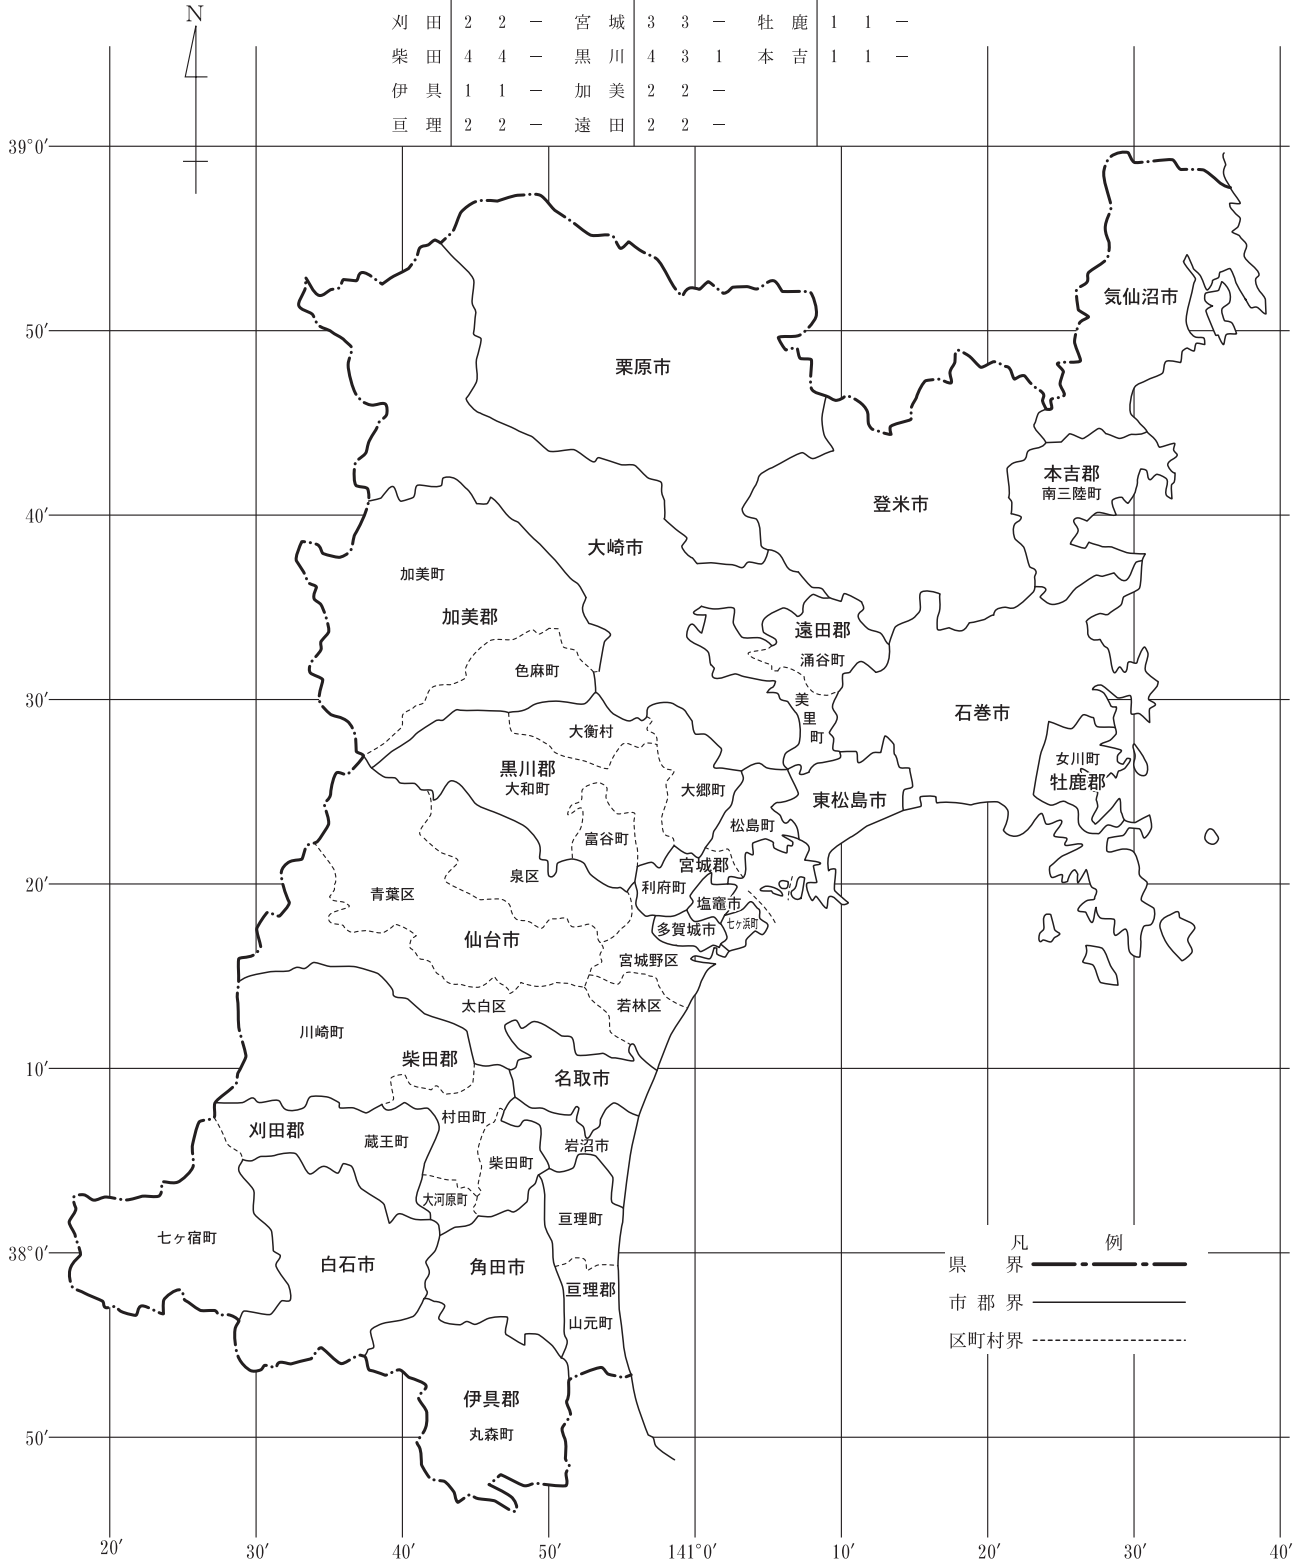 刈田 2 2 − 宮城 3 3 − 牡鹿 1 1 −
柴田 4 4 − 黒川 4 3 1 本吉 1 1 −
伊具 1 1 − 加美 2 2 −
亘理 2 2 − 遠田 2 2 −
N
39°0′
気仙沼市
50′
栗原市
本吉郡
南三陸町
登米市
40′
大崎市
加美町
加美郡
遠田郡
涌谷町
色麻町
30′
美里町
石巻市
大衡村
女川町
牡鹿郡
黒川郡
大和町
大郷町
東松島市
松島町
富谷町
宮城郡
泉区
20′
青葉区
利府町
塩竈市
七ヶ浜町
多賀城市
仙台市
宮城野区
太白区
若林区
川崎町
柴田郡
10′
名取市
村田町
刈田郡
蔵王町
岩沼市
柴田町
大河原町
亘理町
七ヶ宿町
38°0′
白石市
角田市
亘理郡
山元町
凡例
県界
市郡界
区町村界
伊具郡
丸森町
50′
20′ 30′ 40′ 50′ 141°0′ 10′ 20′ 30′ 40′